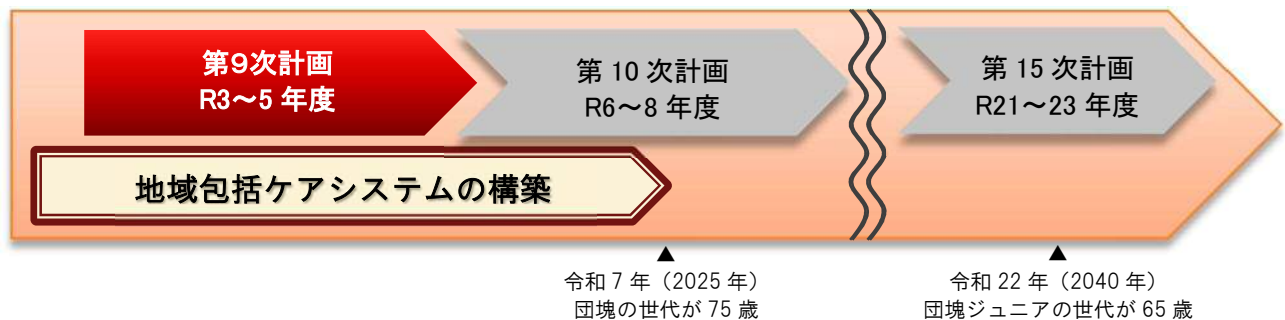 第９次計画
R3～5 年度
第 10 次計画
R6～8 年度
第 15 次計画
R21～23 年度
地域包括ケアシステムの構築
▲
令和 7 年（2025 年）
団塊の世代が 75 歳
▲
令和 22 年（2040 年）
団塊ジュニアの世代が 65 歳